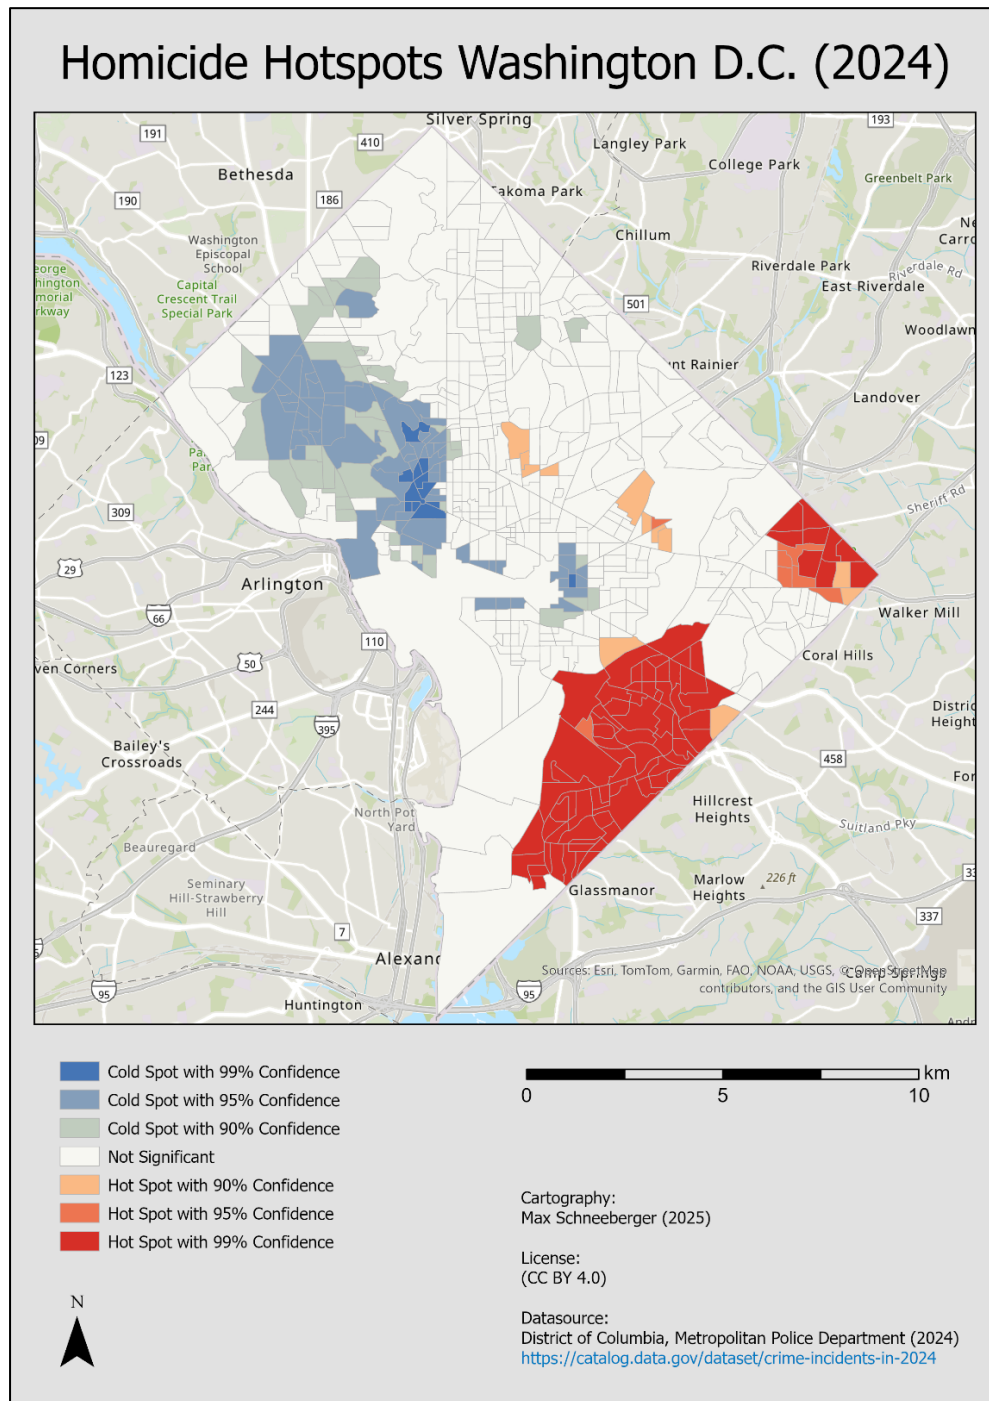 Homicide Hotspots Washington D.C. (2024)
Silver Spring
193
191
410
Langley Park
College Park
Bethesda
Greenbelt Park
190
186
Takoma Park
Chillum
Washington
Episcopal
School
Riverdale Park
Riverdale Rd
East Riverdale
Capital
Crescent Trail
Special Park
501
Woodlawn
123
Landover
309
Sheriff Rd
29
Arlington
66
Walker Mill
110
Coral Hills
50
244
395
Bailey's
Crossroads
458
Hillcrest
Heights
North Pot
Yard
Suitland Pky
Beauregard
Seminary
Hill-Strawberry
Hill
Glassmanor
Marlow
Heights
226 ft
337
7
Sources: Esri, TomTom, Garmin, FAO, NOAA, USGS, © OpenStreetMap
contributors, and the GIS User Community
Camp Springs
95
95
Huntington
Cold Spot with 99% Confidence
Cold Spot with 95% Confidence
Cold Spot with 90% Confidence
Not Significant
Hot Spot with 90% Confidence
Hot Spot with 95% Confidence
Hot Spot with 99% Confidence
km
0 5 10
N
Cartography:
Max Schneeberger (2025)
License:
(CC BY 4.0)
Datasource:
District of Columbia, Metropolitan Police Department (2024)
https://catalog.data.gov/dataset/crime-incidents-in-2024